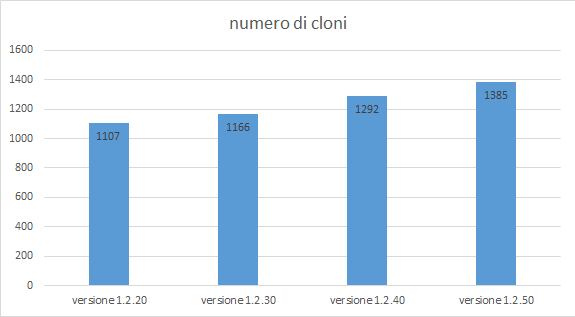 numero di cloni
1600
1400
1200
1000
800
600
400
200
0
1107
1166
1292
1385
versione 1.2.20
versione 1.2.30
versione 1.2.40
versione 1.2.50